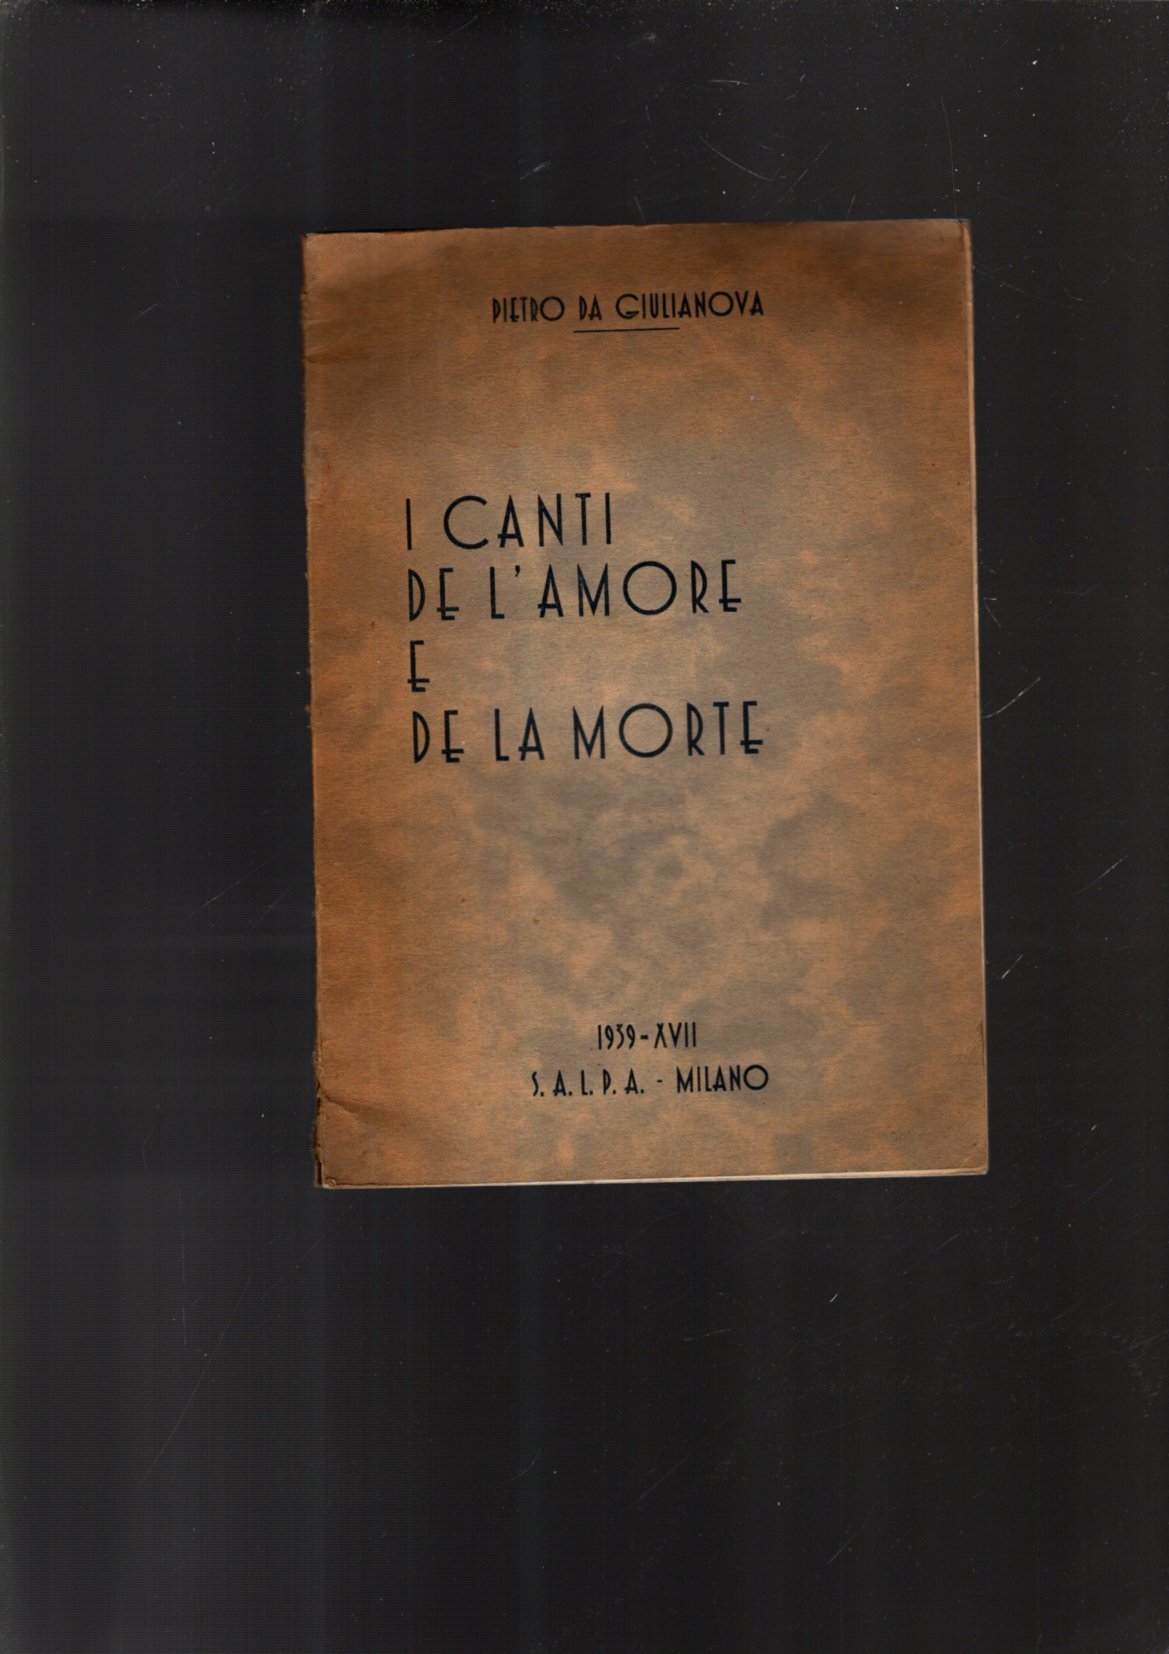 PIETRO DA GIULIANOVA
I CANTI
DE L'AMORE
E
DE LA MORTE
1939-XVII
S. A. L. P. A. - MILANO